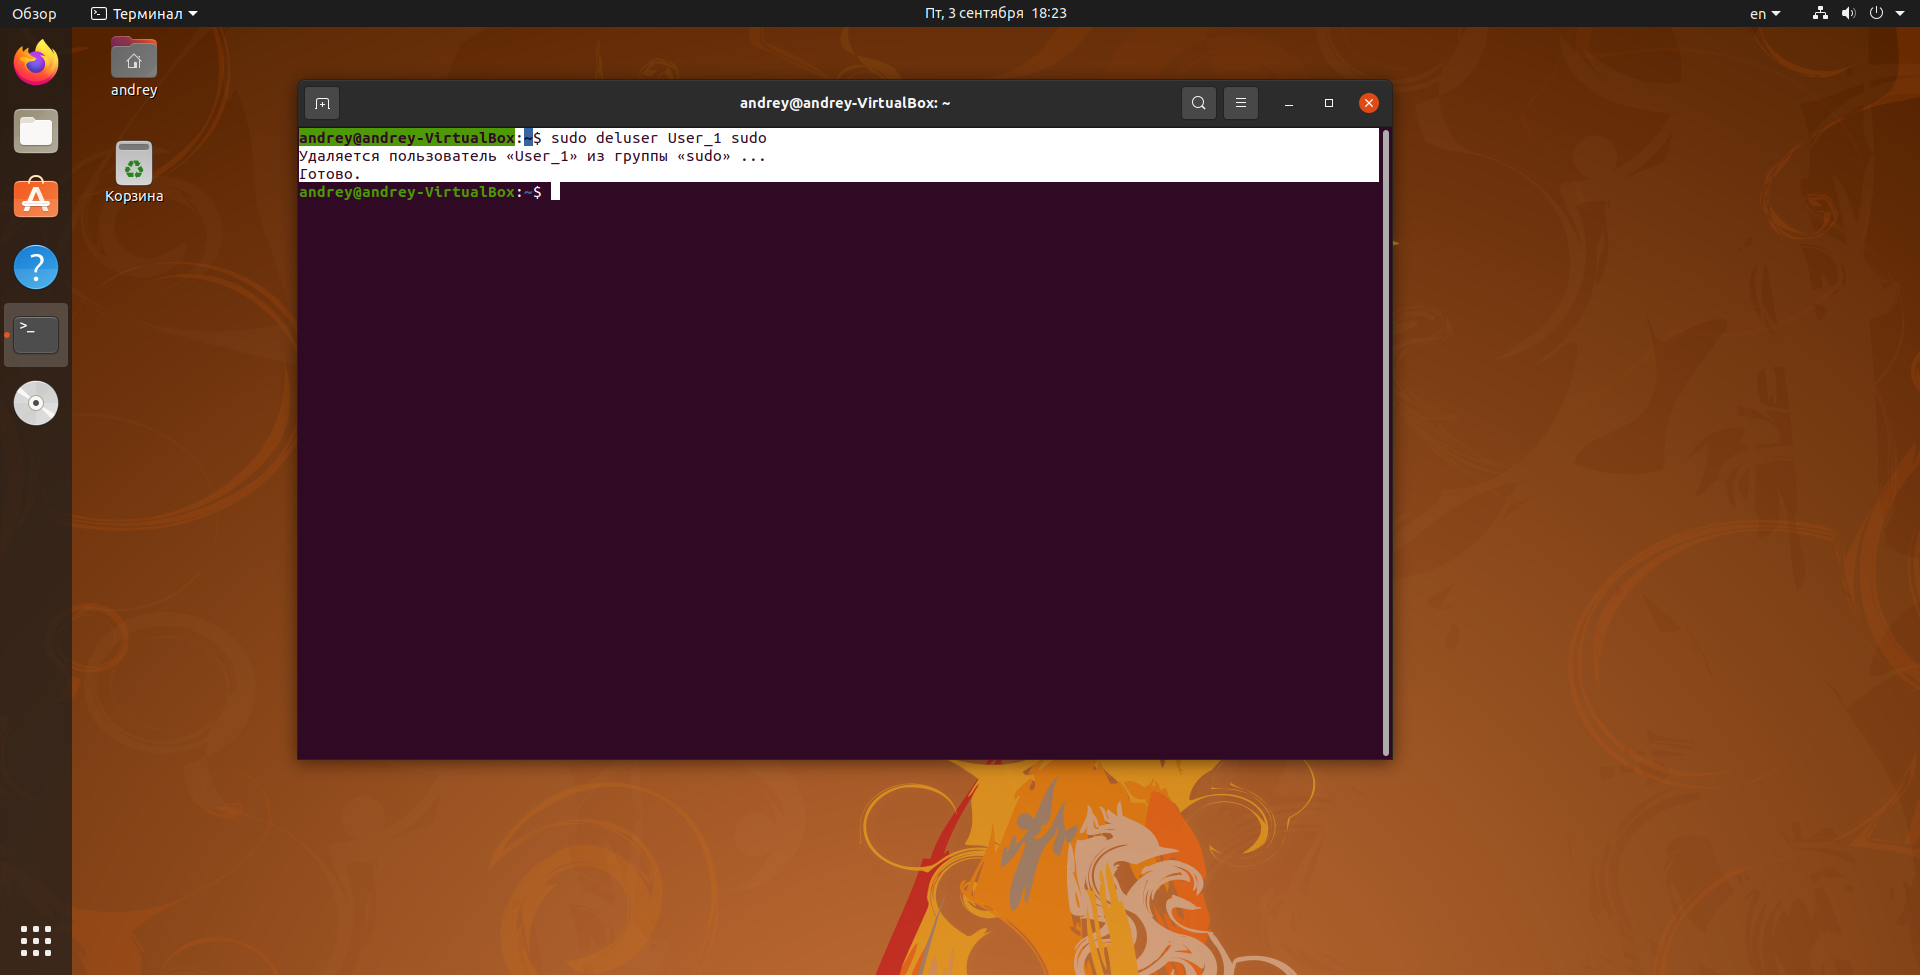 Обзор
Терминал
Пт, 3 сентября 18:23
en
andrey
Корзина
andrey@andrey-VirtualBox: ~
andrey@andrey-VirtualBox:~$ sudo deluser User_1 sudo
Удаляется пользователь «User_1» из группы «sudo» ...
Готово.
andrey@andrey-VirtualBox:~$